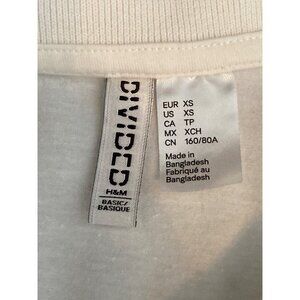 DIVIDED
H&M
BASIC/
BASIQUE
EUR XS
US XS
CA TP
MX XCH
CN 160/80A
Made in
Bangladesh
Fabriqué au
Bangladesh